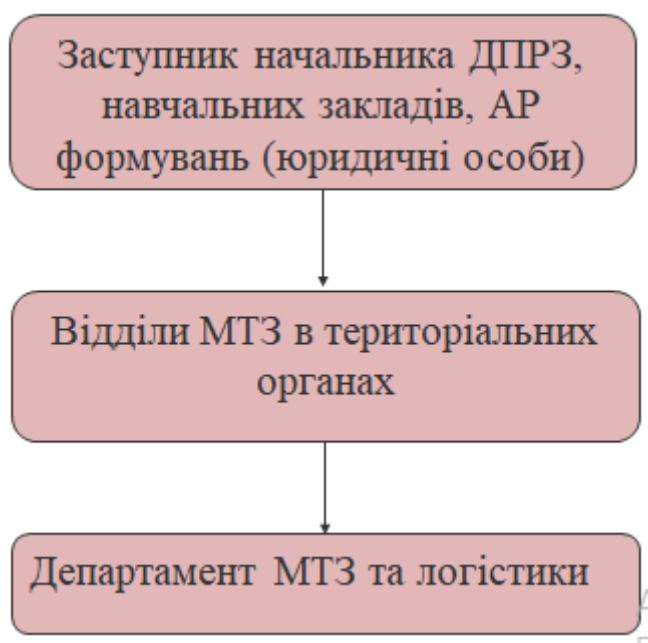 Заступник начальника ДПРЗ,
навчальних закладів, АР
формувань (юридичні особи)
Відділи МТЗ в територіальних
органах
Департамент МТЗ та логістики